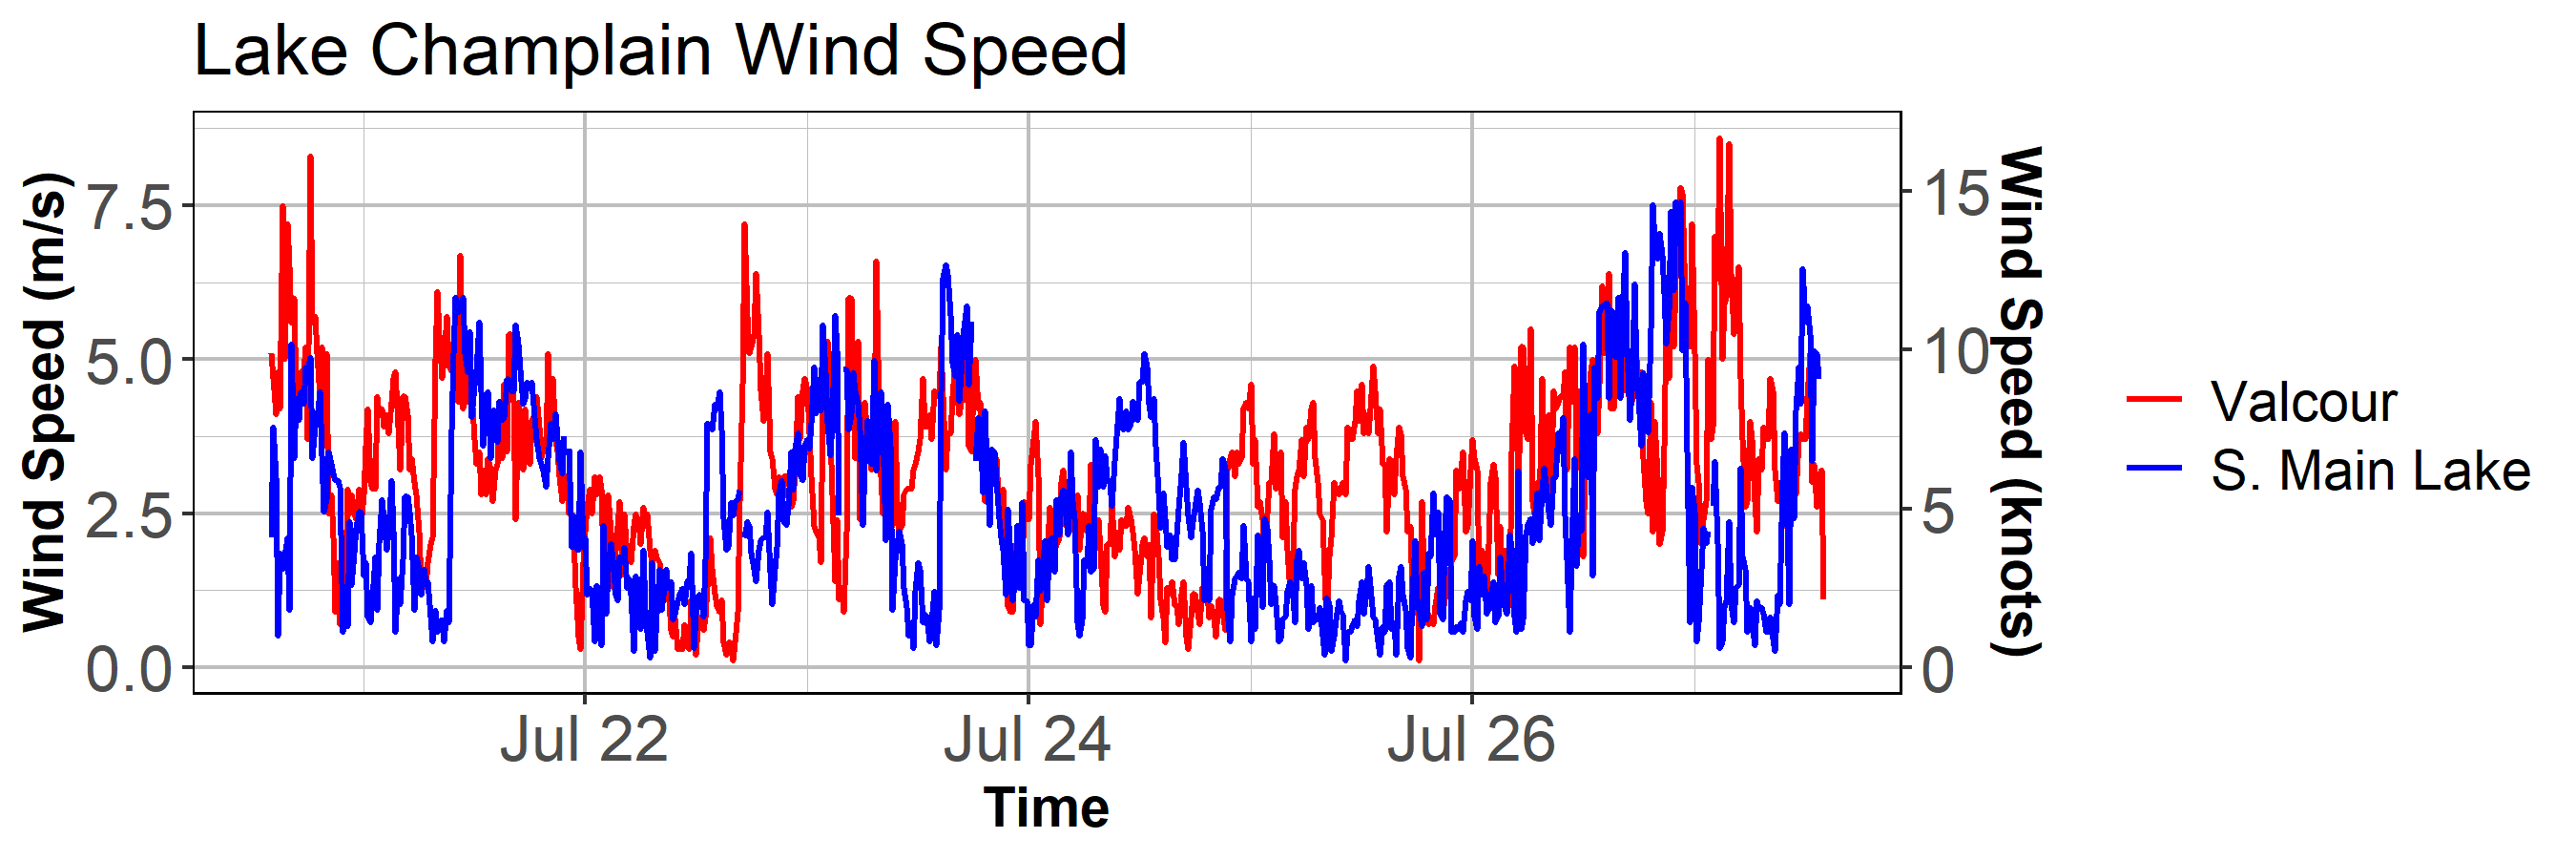 Lake Champlain Wind Speed
Wind Speed (m/s)
7.5
5.0
2.5
0.0
15
10
5
0
Wind Speed (knots)
Jul 22
Jul 24
Jul 26
Time
Valcour
S. Main Lake